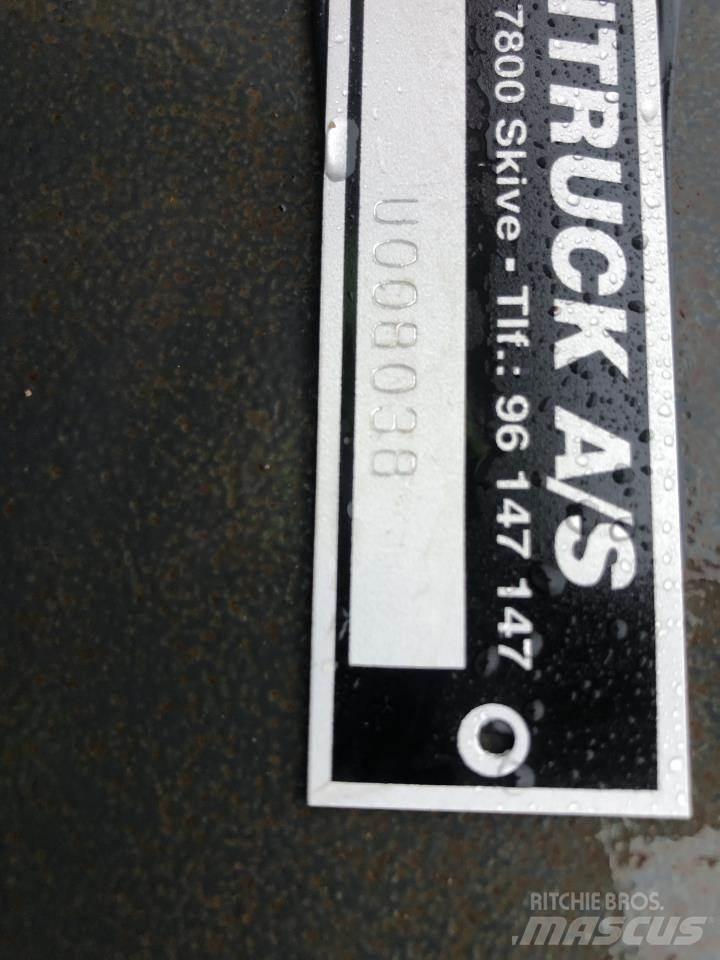 ITRUCK A/S
7800 Skive - Tlf.: 96 147 147
U008038
RITCHIE BROS.
MASCUS